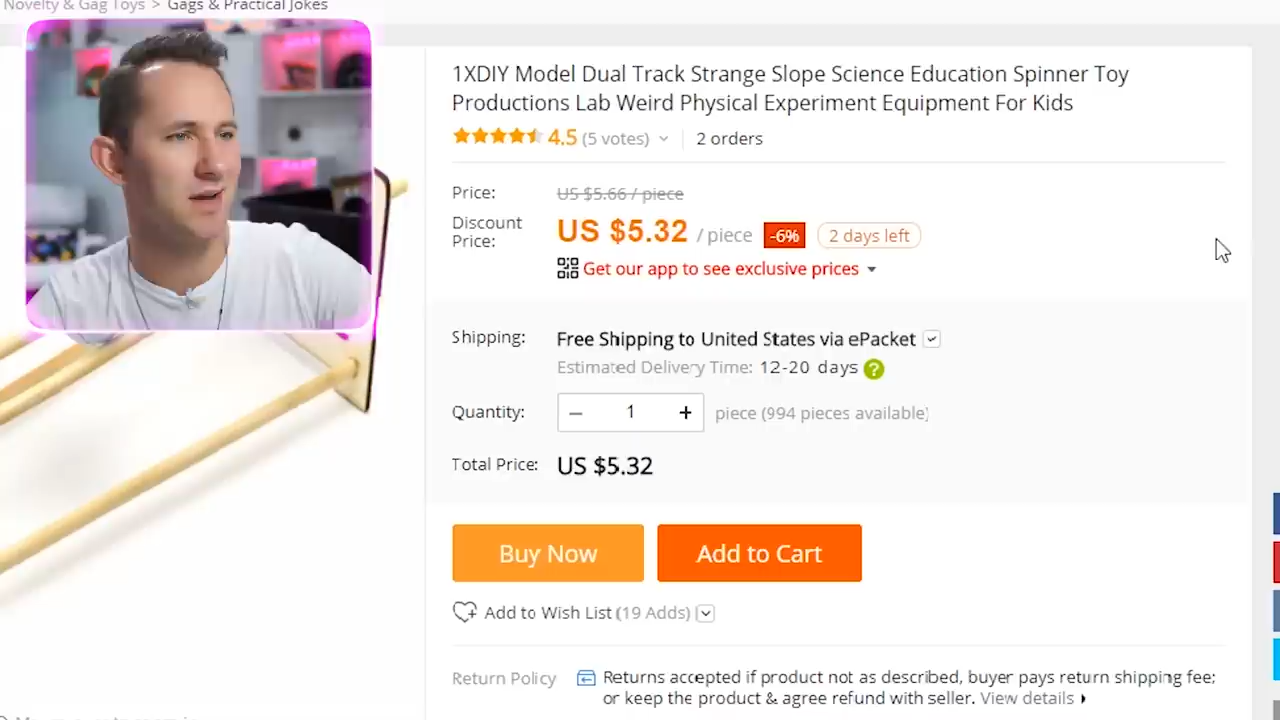 Novelty & Gag Toys > Gags & Practical Jokes
1XDIY Model Dual Track Strange Slope Science Education Spinner Toy
Productions Lab Weird Physical Experiment Equipment For Kids
4.5 (5 votes) 2 orders
Price: US $5.66 / piece
Discount Price: US $5.32 / piece -6% 2 days left
Get our app to see exclusive prices
Shipping: Free Shipping to United States via ePacket
Estimated Delivery Time: 12-20 days ?
Quantity: − 1 + piece (994 pieces available)
Total Price: US $5.32
Buy Now Add to Cart
Add to Wish List (19 Adds)
Return Policy Returns accepted if product not as described, buyer pays return shipping fee;
or keep the product & agree refund with seller. View details